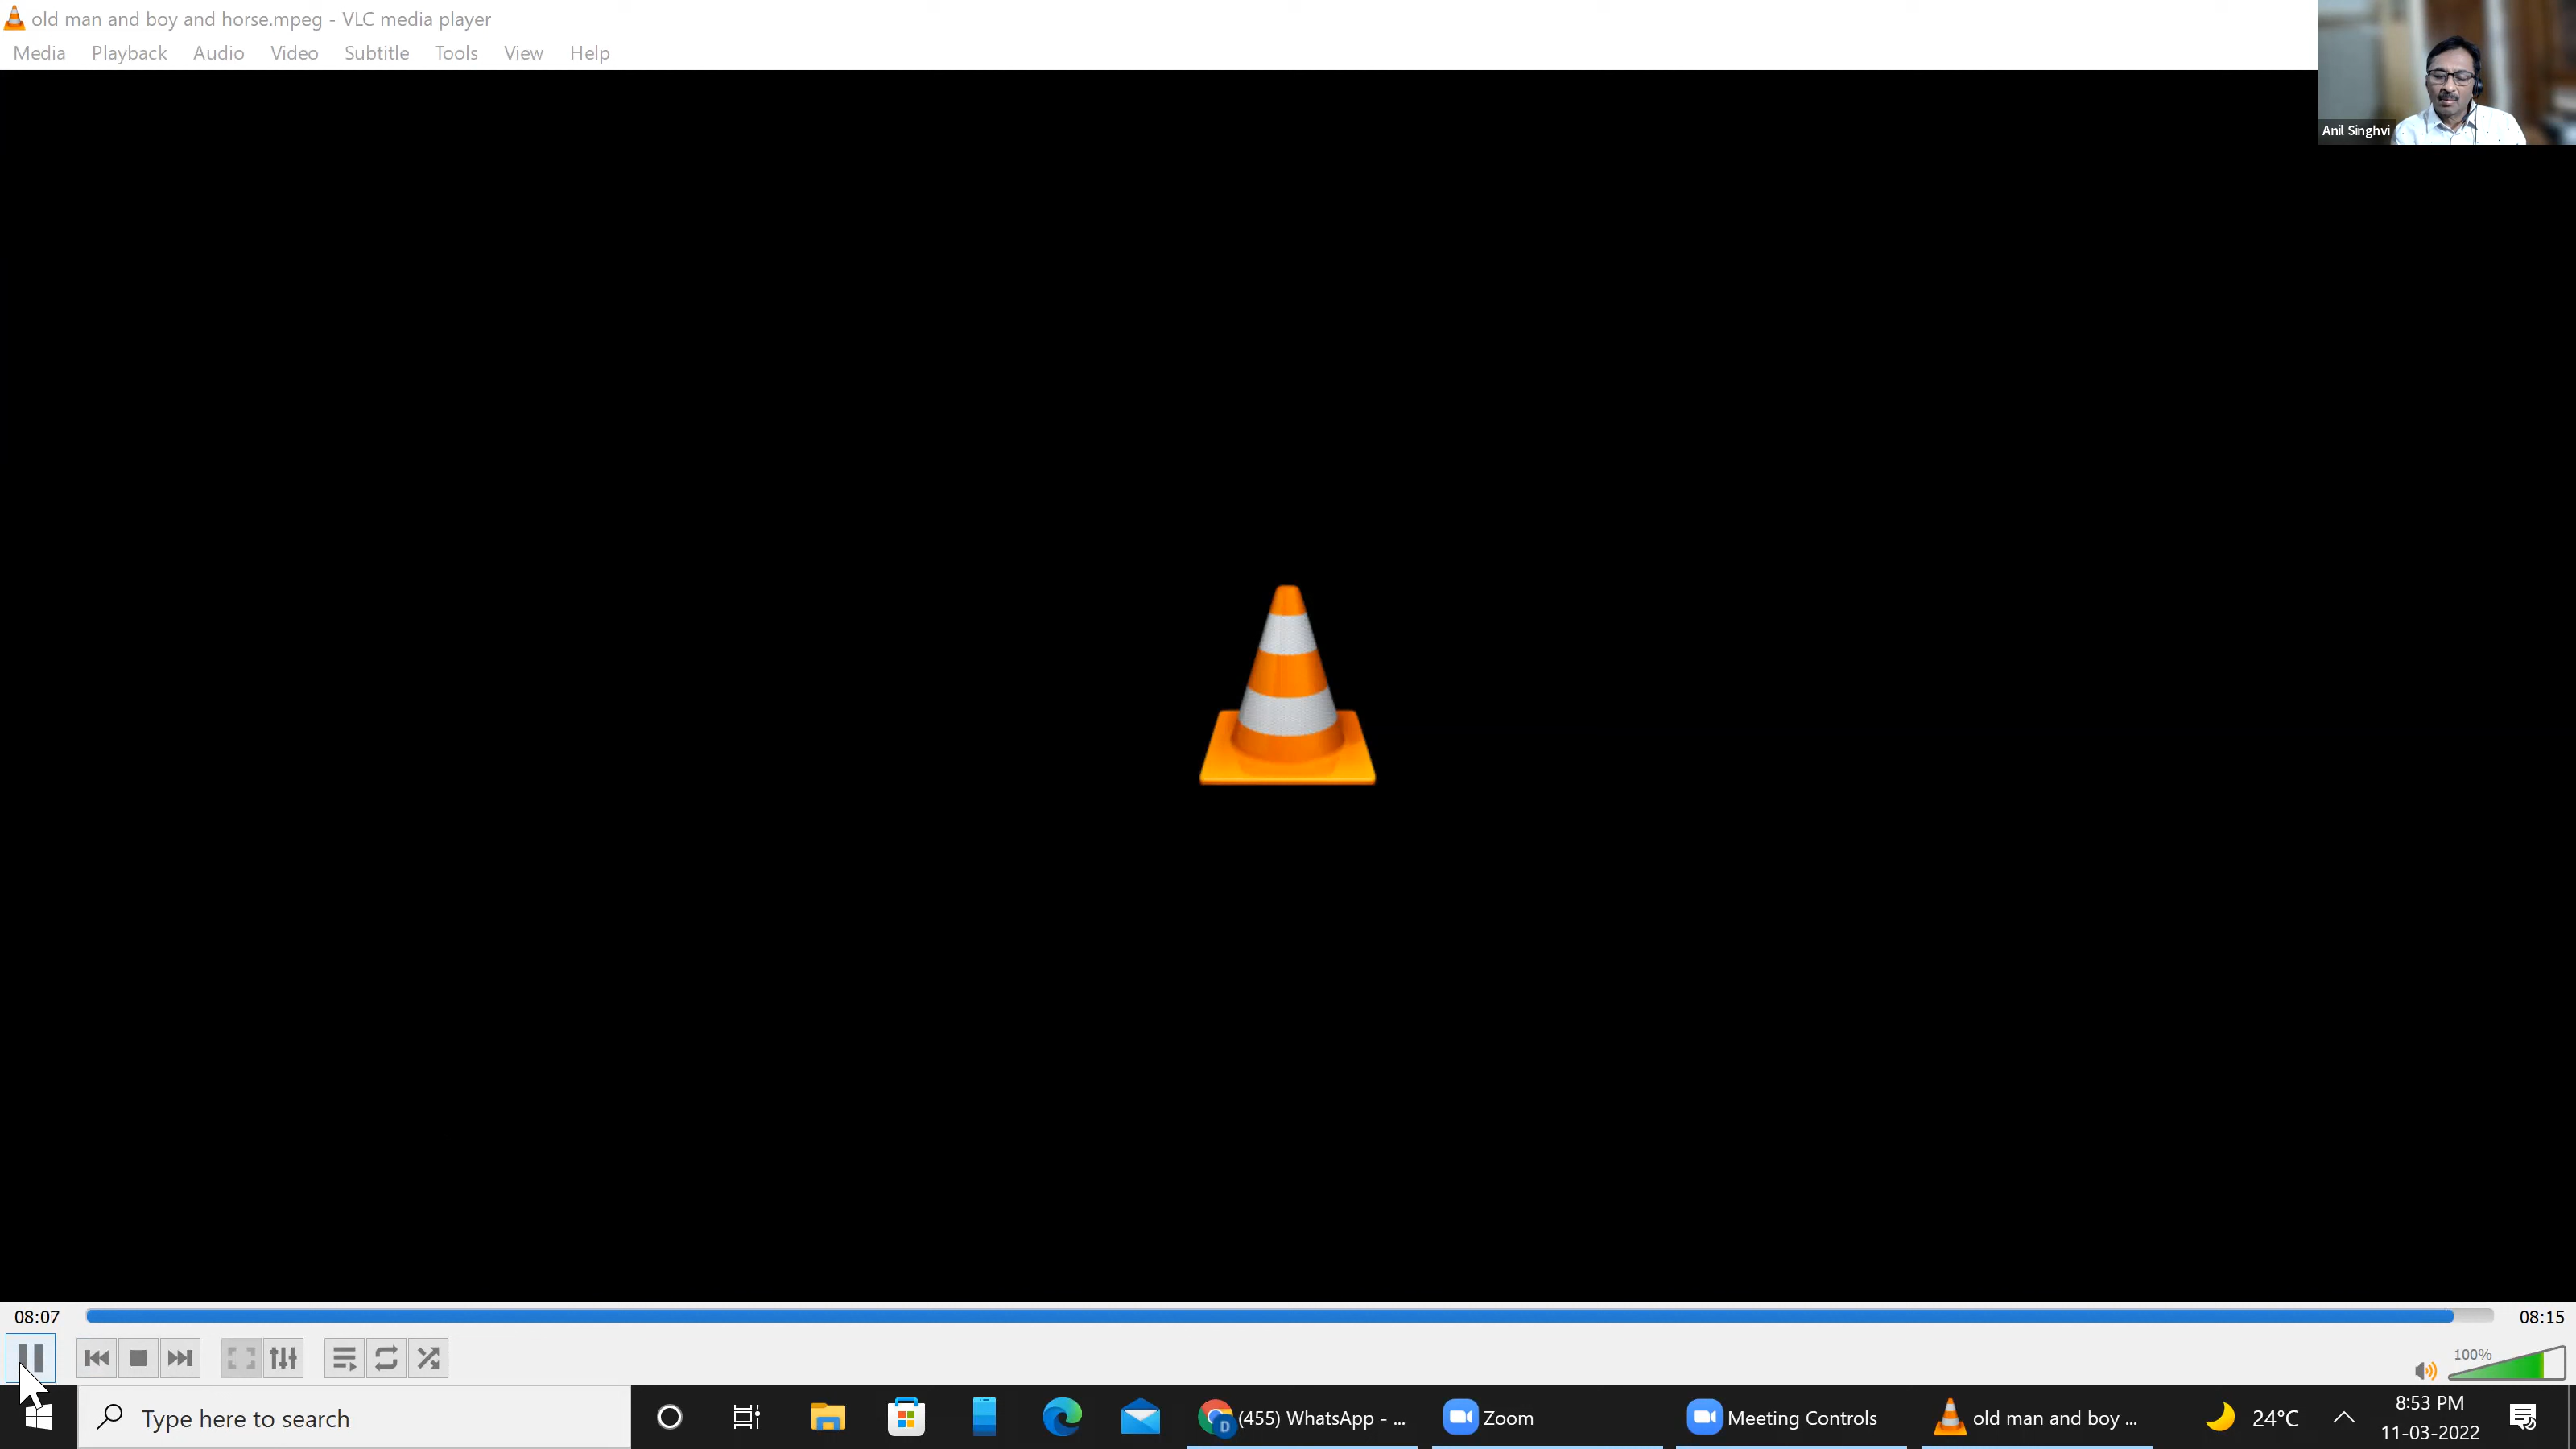 old man and boy and horse.mpeg - VLC media player
Media Playback Audio Video Subtitle Tools View Help
Anil Singhvi
08:07 08:15
100%
Type here to search
(455) WhatsApp - ...
Zoom
Meeting Controls
old man and boy ...
24°C
8:53 PM
11-03-2022